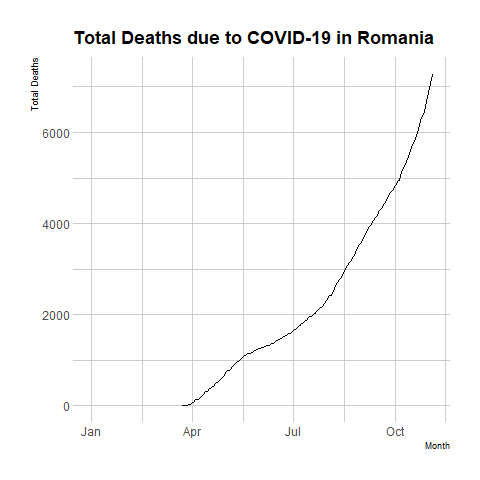 Total Deaths due to COVID-19 in Romania
Total Deaths
6000
4000
2000
0
Jan Apr Jul Oct
Month